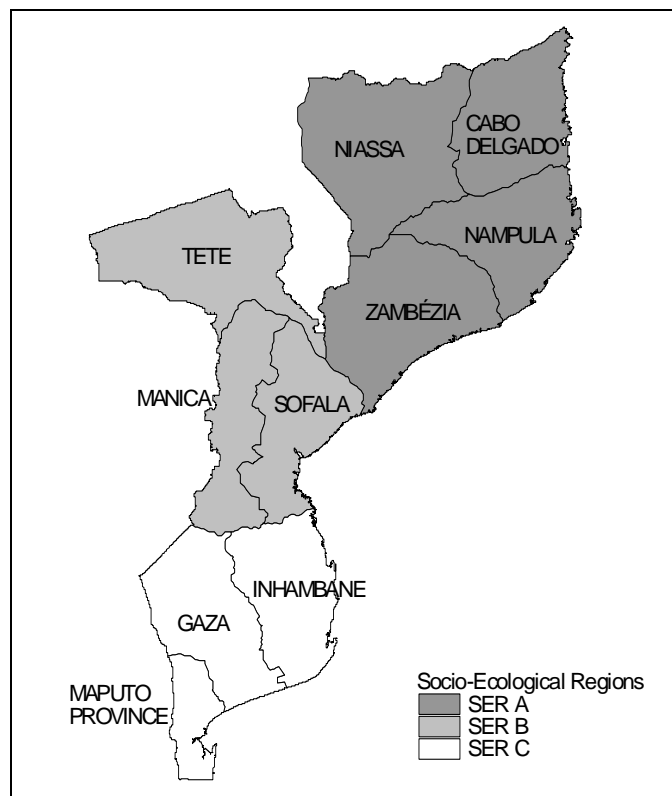 CABO
DELGADO
NIASSA
NAMPULA
TETE
ZAMBÉZIA
MANICA
SOFALA
INHAMBANE
GAZA
MAPUTO
PROVINCE
Socio-Ecological Regions
SER A
SER B
SER C